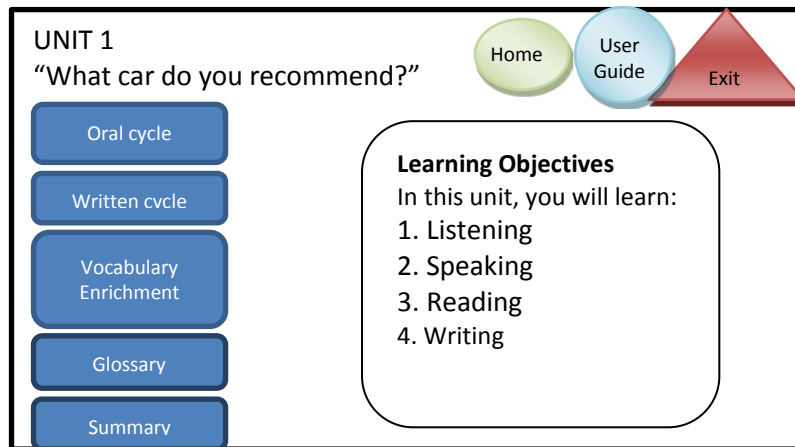 UNIT 1
“What car do you recommend?”
Home
User
Guide
Exit
Oral cycle
Written cycle
Vocabulary
Enrichment
Glossary
Summary
Learning Objectives
In this unit, you will learn:
1. Listening
2. Speaking
3. Reading
4. Writing